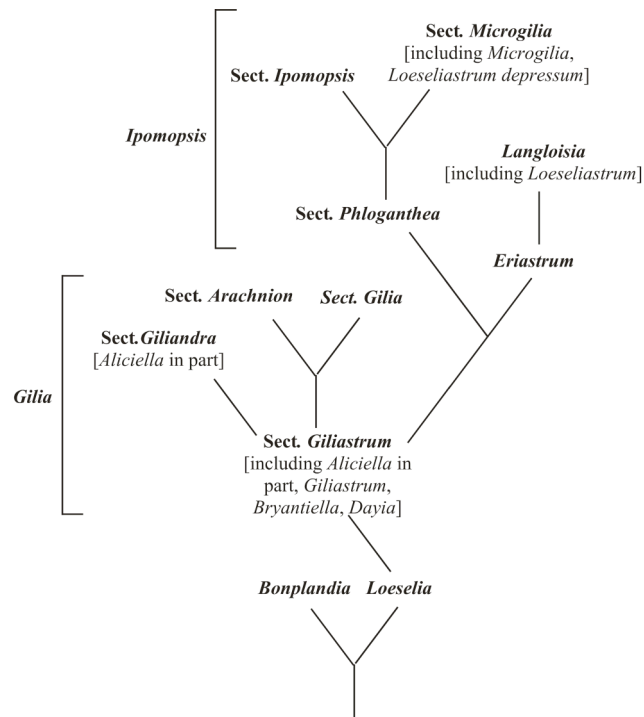 Sect. Microgilia
[including Microgilia,
Loeseliastrum depressum]
Sect. Ipomopsis
Ipomopsis
Langloisia
[including Loeseliastrum]
Sect. Phloganthea
Eriastrum
Sect. Arachnion
Sect. Gilia
Sect.Giliandra
[Aliciella in part]
Gilia
Sect. Giliastrum
[including Aliciella in
part, Giliastrum,
Bryantiella, Dayia]
Bonplandia
Loeselia